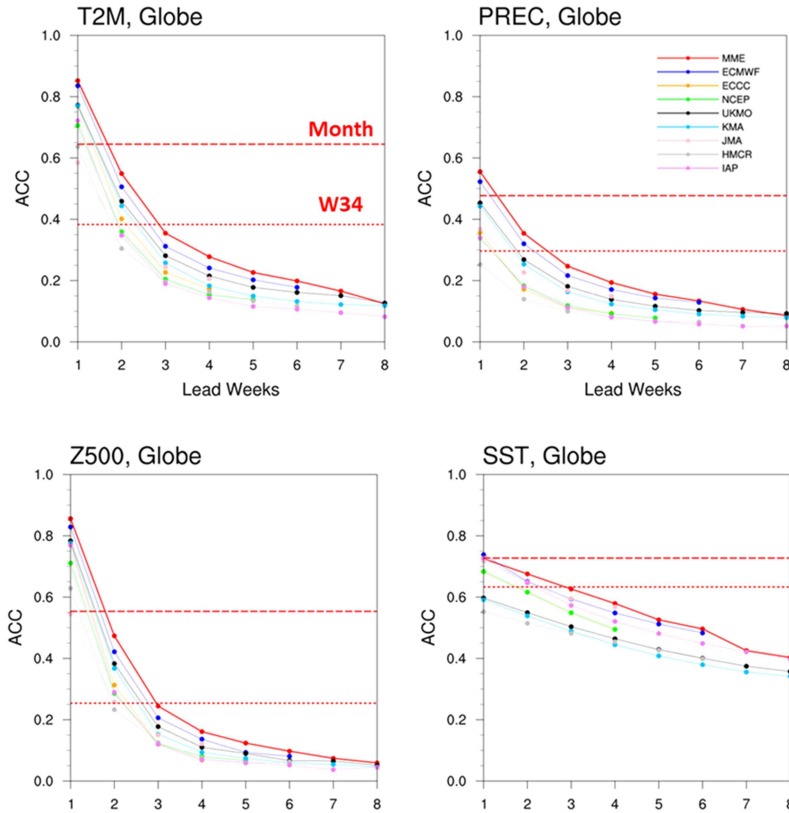 T2M, Globe
1.0
0.8
0.6
0.4
0.2
0.0
ACC
Month
W34
1 2 3 4 5 6 7 8
Lead Weeks
PREC, Globe
1.0
0.8
0.6
0.4
0.2
0.0
ACC
MME
ECMWF
ECCC
NCEP
UKMO
KMA
JMA
HMCR
IAP
1 2 3 4 5 6 7 8
Lead Weeks
Z500, Globe
1.0
0.8
0.6
0.4
0.2
0.0
ACC
1 2 3 4 5 6 7 8
SST, Globe
1.0
0.8
0.6
0.4
0.2
0.0
ACC
1 2 3 4 5 6 7 8